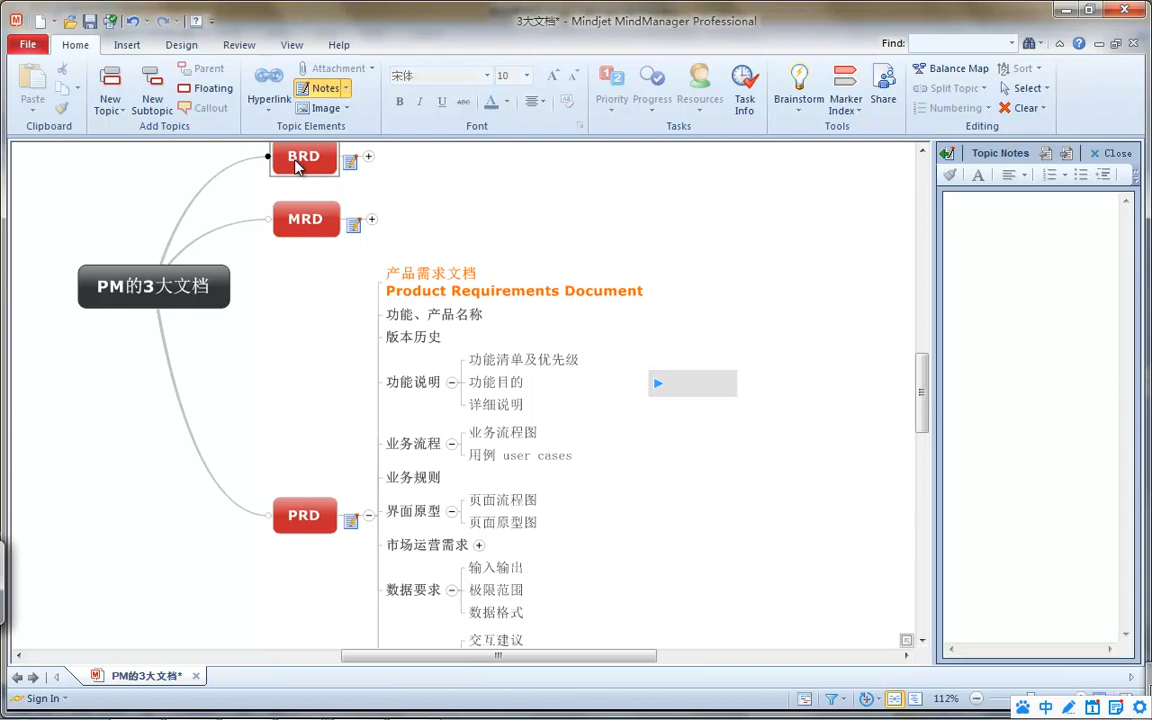 3大文档* - Mindjet MindManager Professional
File Home Insert Design Review View Help
Find:
Paste
Clipboard
New Topic
New Subtopic
Parent
Floating
Callout
Add Topics
Hyperlink
Attachment
Notes
Image
Topic Elements
宋体 10
B I U abc A
Font
Priority
Progress
Resources
Task Info
Tasks
Brainstorm
Marker Index
Share
Tools
Balance Map Sort
Split Topic Select
Numbering Clear
Editing
Topic Notes Close
BRD
MRD
PM的3大文档
产品需求文档
Product Requirements Document
功能、产品名称
版本历史
功能说明
功能清单及优先级
功能目的
详细说明
业务流程
业务流程图
用例 user cases
业务规则
PRD
界面原型
页面流程图
页面原型图
市场运营需求
数据要求
输入输出
极限范围
数据格式
交互建议
PM的3大文档*
Sign In
112%
中